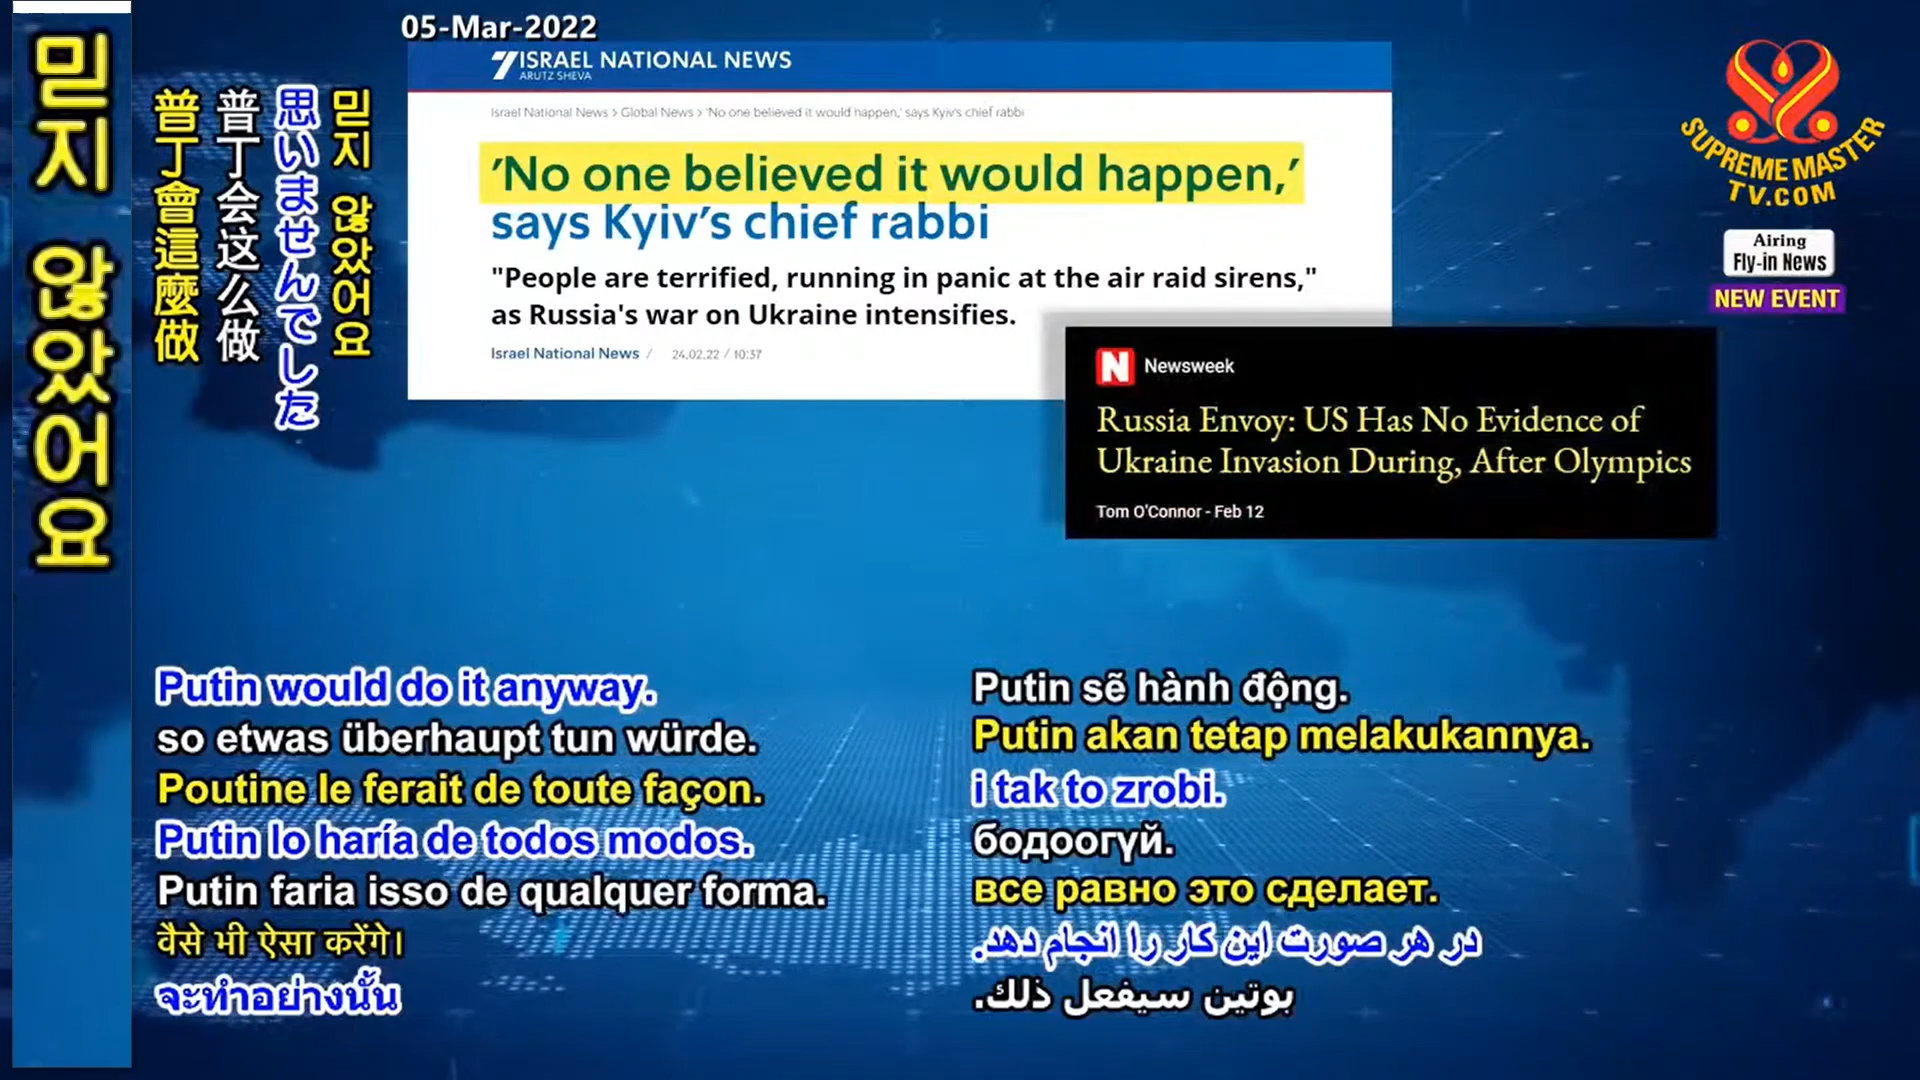 믿지 않았어요
05-Mar-2022
普丁會這麼做
普丁会这么做
思いませんでした
믿지 않았어요
7 ISRAEL NATIONAL NEWS
ARUTZ SHEVA
Israel National News > Global News > 'No one believed it would happen,' says Kyiv's chief rabbi
'No one believed it would happen,'
says Kyiv's chief rabbi
"People are terrified, running in panic at the air raid sirens,"
as Russia's war on Ukraine intensifies.
Israel National News / 24.02.22 / 10:37
N Newsweek
Russia Envoy: US Has No Evidence of
Ukraine Invasion During, After Olympics
Tom O'Connor - Feb 12
SUPREME MASTER
TV.COM
Airing
Fly-in News
NEW EVENT
Putin would do it anyway.
so etwas überhaupt tun würde.
Poutine le ferait de toute façon.
Putin lo haría de todos modos.
Putin faria isso de qualquer forma.
वैसे भी ऐसा करेंगे।
จะทำอย่างนั้น
Putin sẽ hành động.
Putin akan tetap melakukannya.
i tak to zrobi.
бодоогүй.
все равно это сделает.
در هر صورت این کار را انجام دهد.
بوتين سيفعل ذلك.